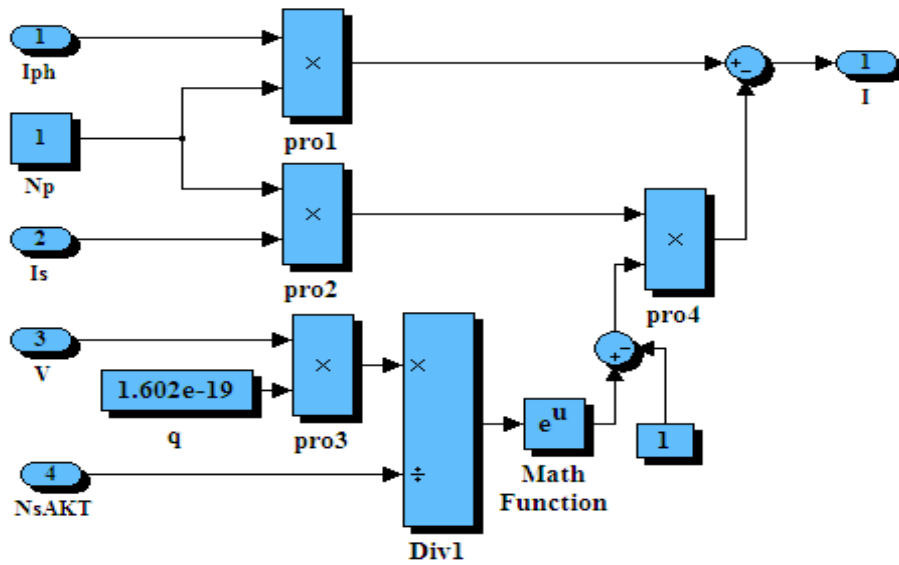 1
Iph
×
pro1
+
−
1
I
1
Np
×
pro2
2
Is
×
pro4
3
V
1.602e-19
q
×
pro3
×
÷
Div1
e^u
Math
Function
+
−
1
4
NsAKT